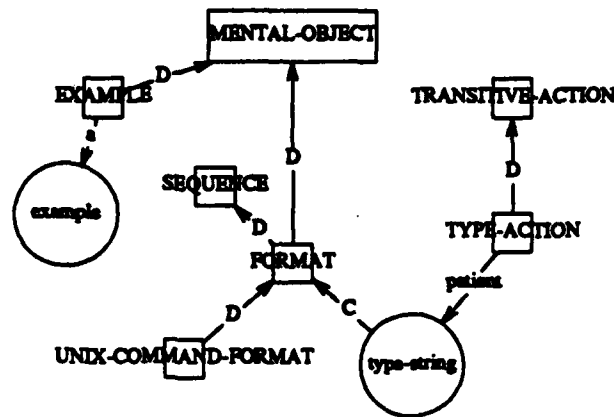 MENTAL-OBJECT
D
EXAMPLE
TRANSITIVE-ACTION
a
D
D
SEQUENCE
example
D
TYPE-ACTION
FORMAT
patient
D
C
UNIX-COMMAND-FORMAT
type-string